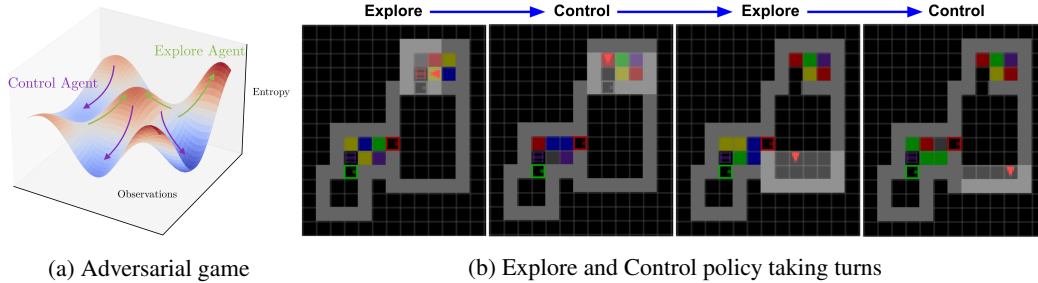 Explore Control Explore Control
Explore Agent
Control Agent
Entropy
Observations
(a) Adversarial game
(b) Explore and Control policy taking turns